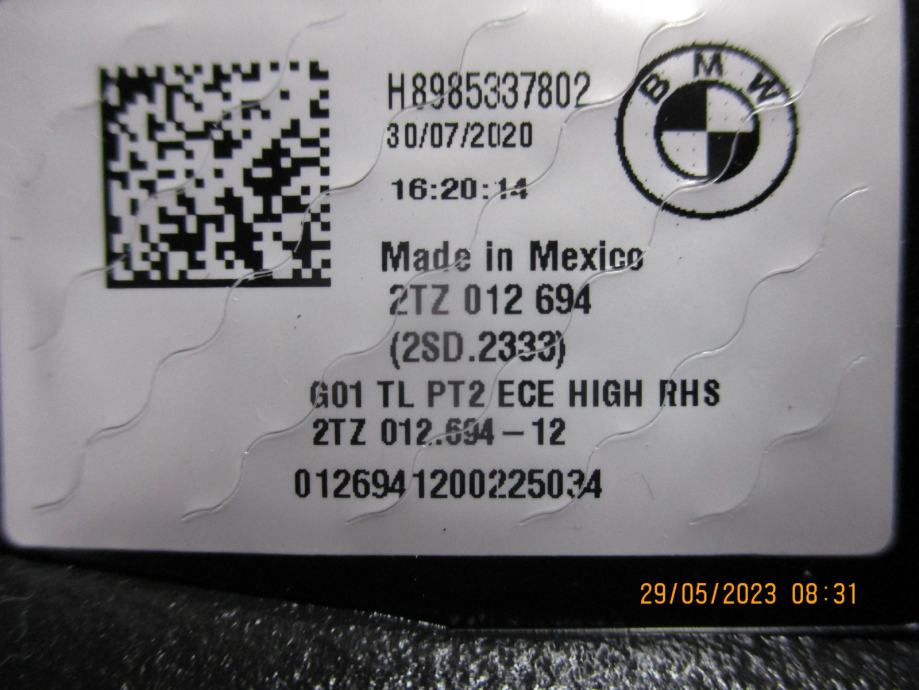 H8985337802
30/07/2020
16:20:14
BMW
Made in Mexico
2TZ 012 694
(2SD.2333)
G01 TL PT2 ECE HIGH RHS
2TZ 012.694-12
0126941200225034
29/05/2023 08:31